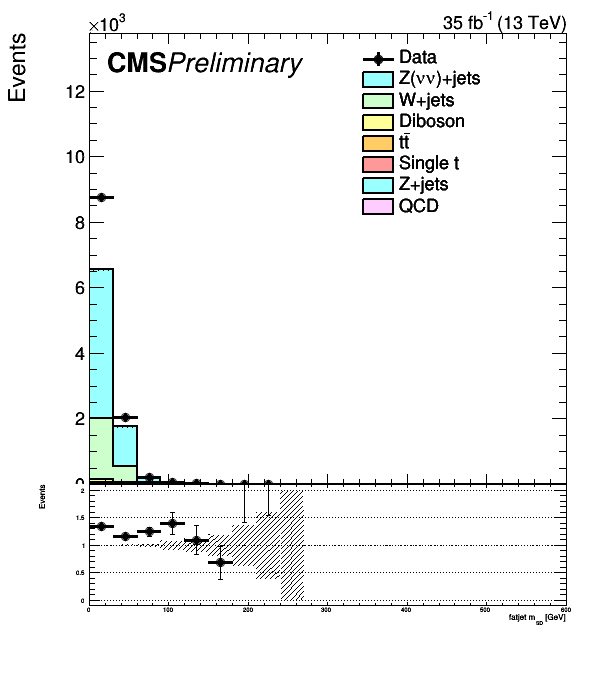 ×10³
35 fb⁻¹ (13 TeV)
Events
CMS Preliminary
Data
Z(νν)+jets
W+jets
Diboson
tt̄
Single t
Z+jets
QCD
12
10
8
6
4
2
0
Events
2
1.5
1
0.5
0
0 100 200 300 400 500 600
fatjet m_SD [GeV]